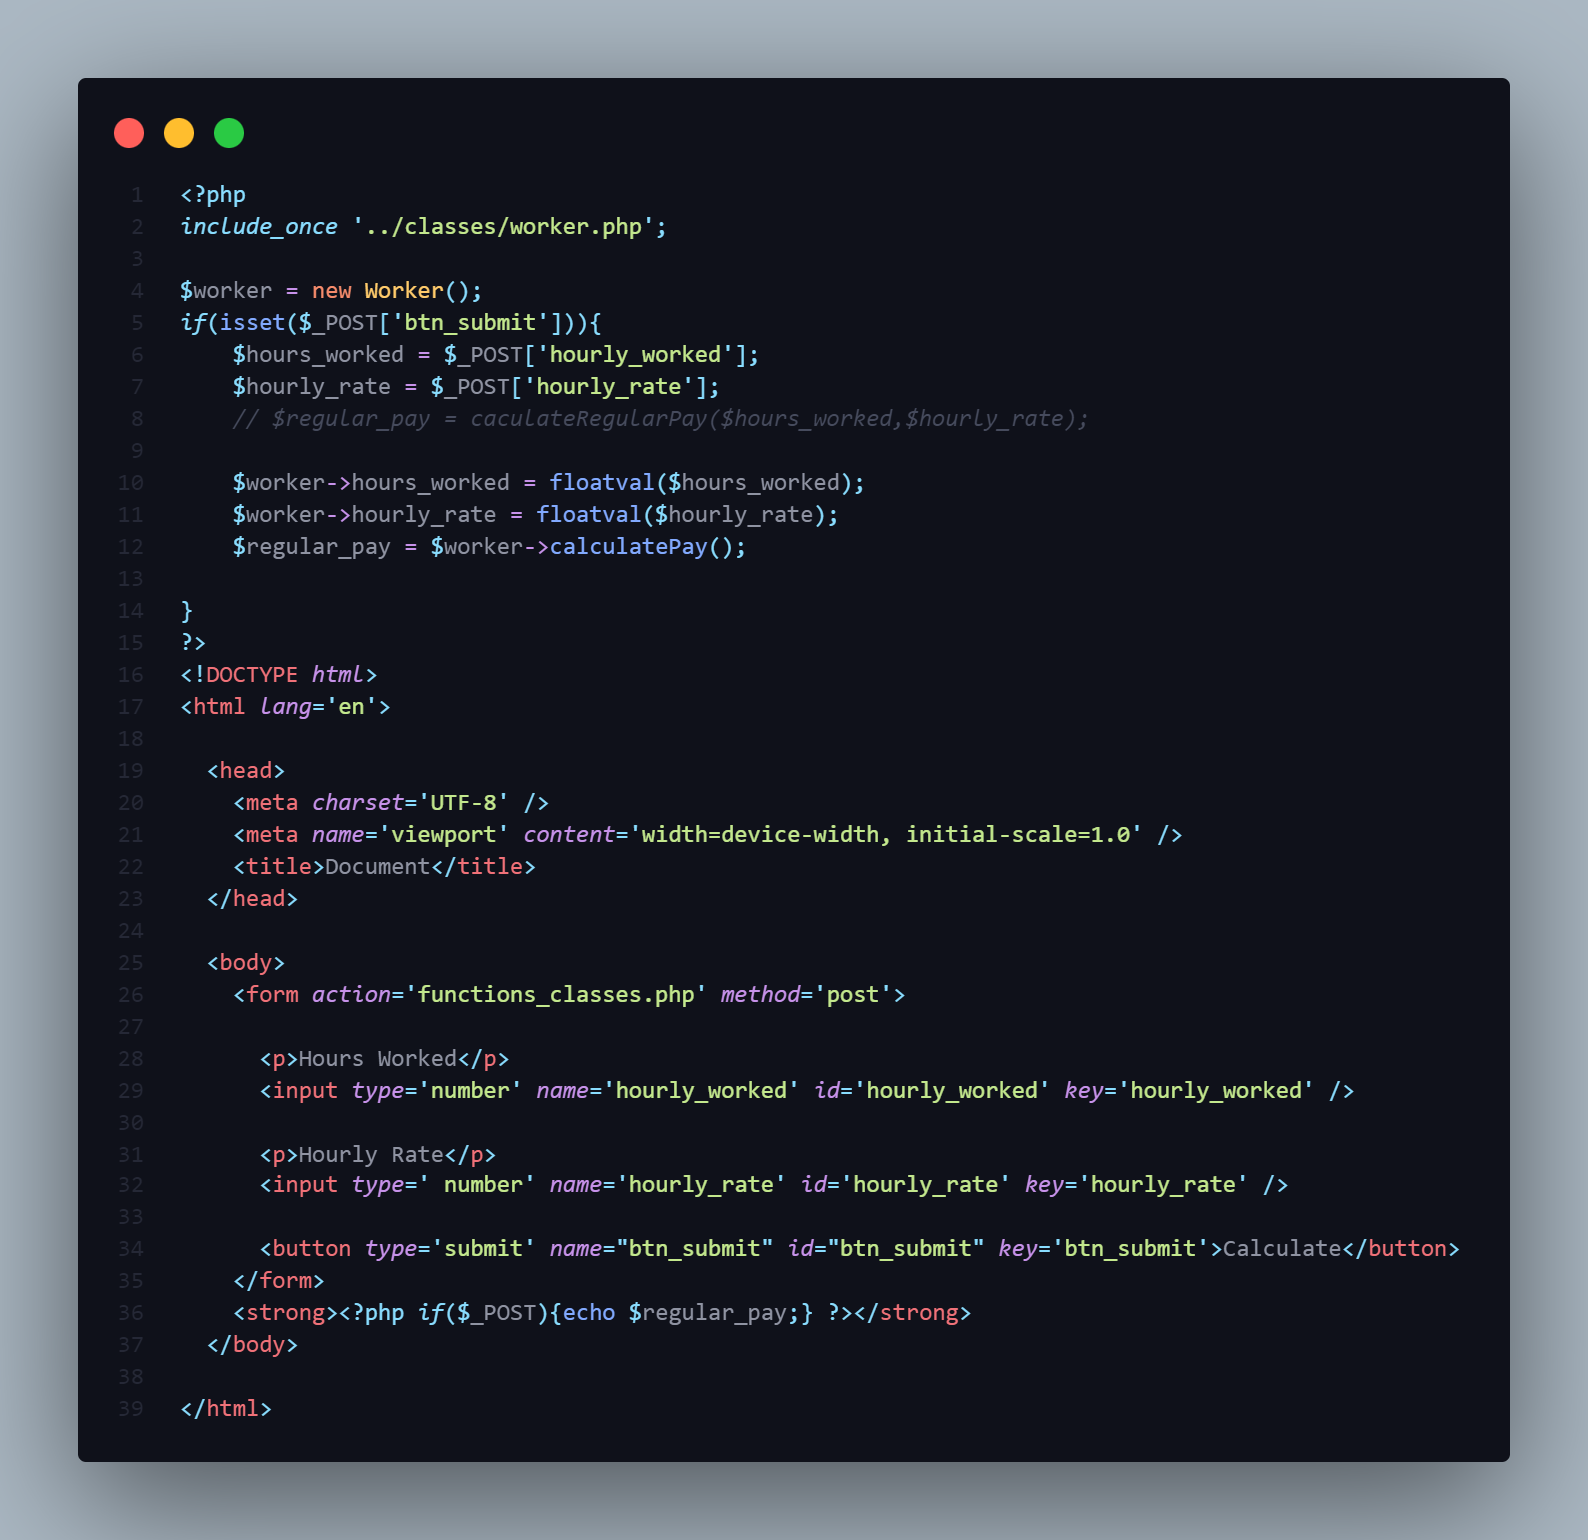 1 <?php
2 include_once '../classes/worker.php';
3
4 $worker = new Worker();
5 if(isset($_POST['btn_submit'])){
6     $hours_worked = $_POST['hourly_worked'];
7     $hourly_rate = $_POST['hourly_rate'];
8     // $regular_pay = caculateRegularPay($hours_worked,$hourly_rate);
9
10     $worker->hours_worked = floatval($hours_worked);
11     $worker->hourly_rate = floatval($hourly_rate);
12     $regular_pay = $worker->calculatePay();
13
14 }
15 ?>
16 <!DOCTYPE html>
17 <html lang='en'>
18
19   <head>
20     <meta charset='UTF-8' />
21     <meta name='viewport' content='width=device-width, initial-scale=1.0' />
22     <title>Document</title>
23   </head>
24
25   <body>
26     <form action='functions_classes.php' method='post'>
27
28       <p>Hours Worked</p>
29       <input type='number' name='hourly_worked' id='hourly_worked' key='hourly_worked' />
30
31       <p>Hourly Rate</p>
32       <input type=' number' name='hourly_rate' id='hourly_rate' key='hourly_rate' />
33
34       <button type='submit' name="btn_submit" id="btn_submit" key='btn_submit'>Calculate</button>
35     </form>
36     <strong><?php if($_POST){echo $regular_pay;} ?></strong>
37   </body>
38
39 </html>